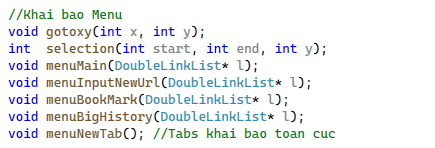 //Khai bao Menu
void gotoxy(int x, int y);
int  selection(int start, int end, int y);
void menuMain(DoubleLinkList* l);
void menuInputNewUrl(DoubleLinkList* l);
void menuBookMark(DoubleLinkList* l);
void menuBigHistory(DoubleLinkList* l);
void menuNewTab(); //Tabs khai bao toan cuc